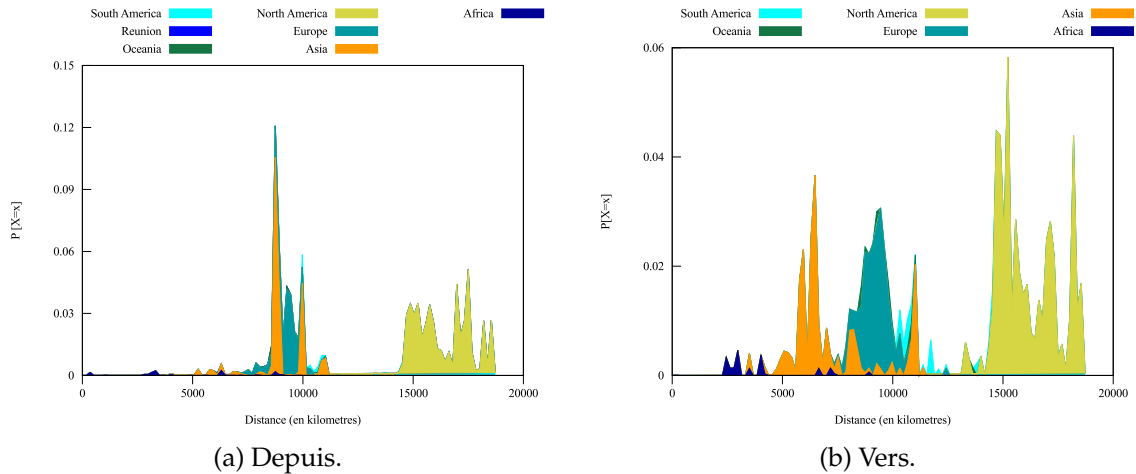 South America North America Africa
Reunion Europe
Oceania Asia
0.15
0.12
0.09
0.06
0.03
0
P [X=x]
0 5000 10000 15000 20000
Distance (en kilometres)
(a) Depuis.
South America North America Asia
Oceania Europe Africa
0.06
0.04
0.02
0
P[X=x]
0 5000 10000 15000 20000
Distance (en kilometres)
(b) Vers.